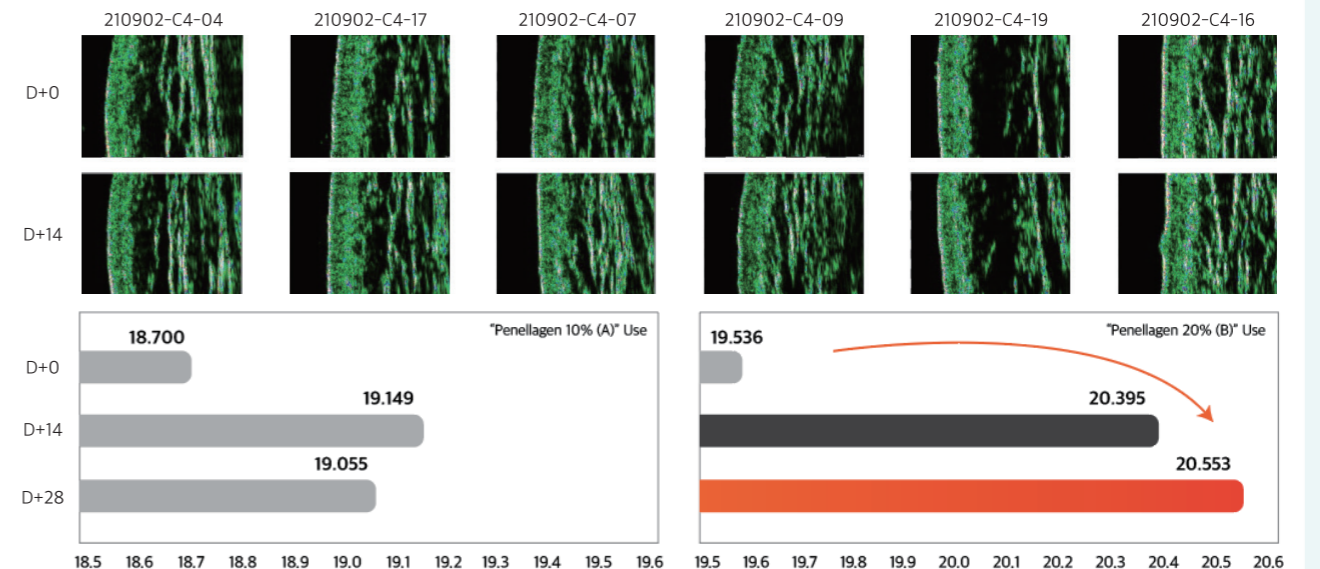 210902-C4-04 210902-C4-17 210902-C4-07 210902-C4-09 210902-C4-19 210902-C4-16
D+0
D+14
"Penellagen 10% (A)" Use
"Penellagen 20% (B)" Use
D+0 18.700 19.536
D+14 19.149 20.395
D+28 19.055 20.553
18.5 18.6 18.7 18.8 18.9 19.0 19.1 19.2 19.3 19.4 19.5 19.6
19.5 19.6 19.7 19.8 19.9 20.0 20.1 20.2 20.3 20.4 20.5 20.6